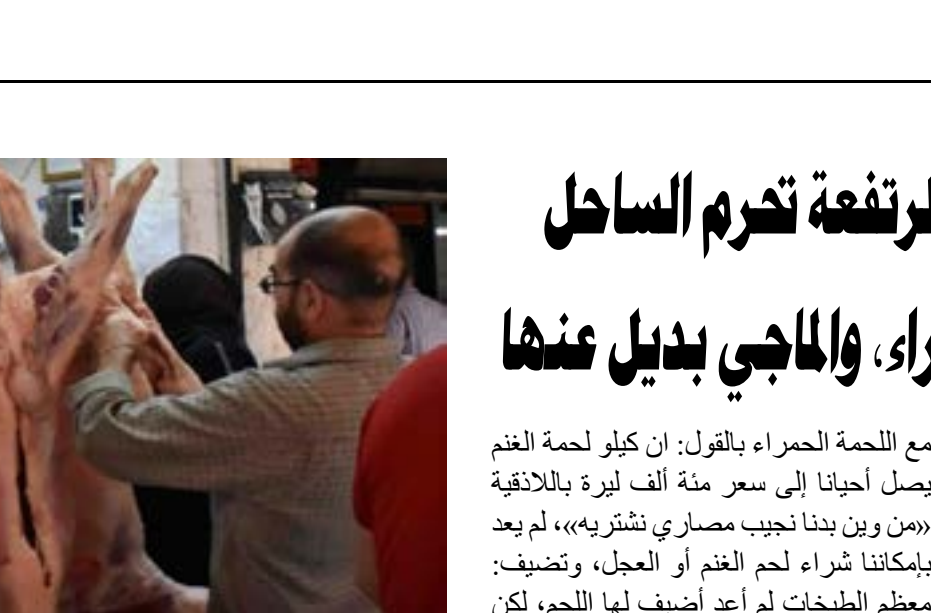 لمرتفعة تحرم الساحل
راء، والماجي بديل عنها
مع اللحمة الحمراء بالقول: ان كيلو لحمة الغنم
يصل أحيانا إلى سعر مئة ألف ليرة باللاذقية
«من وين بدنا نجيب مصاري نشتريه»، لم يعد
بإمكاننا شراء لحم الغنم أو العجل، وتضيف:
معظم الطبخات لم أعد أضيف لها اللحم، لكن